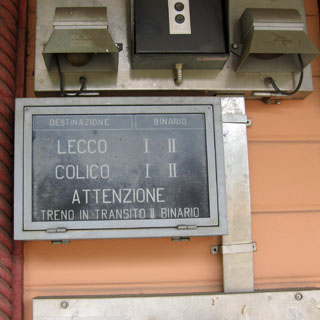 DESTINAZIONE BINARIO
LECCO I II
COLICO I II
ATTENZIONE
TRENO IN TRANSITO II BINARIO